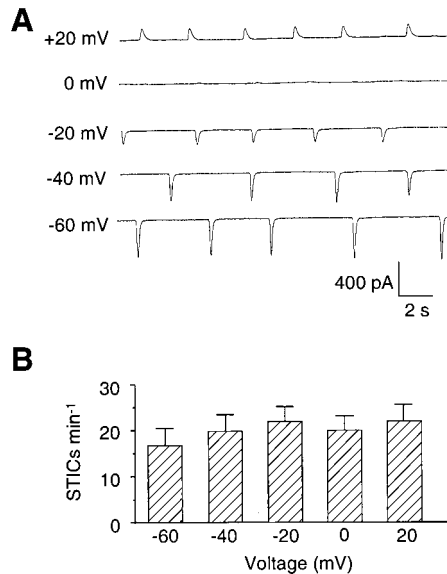 A
+20 mV
0 mV
-20 mV
-40 mV
-60 mV
400 pA
2 s
B
STICs min⁻¹
30
20
10
0
-60 -40 -20 0 20
Voltage (mV)